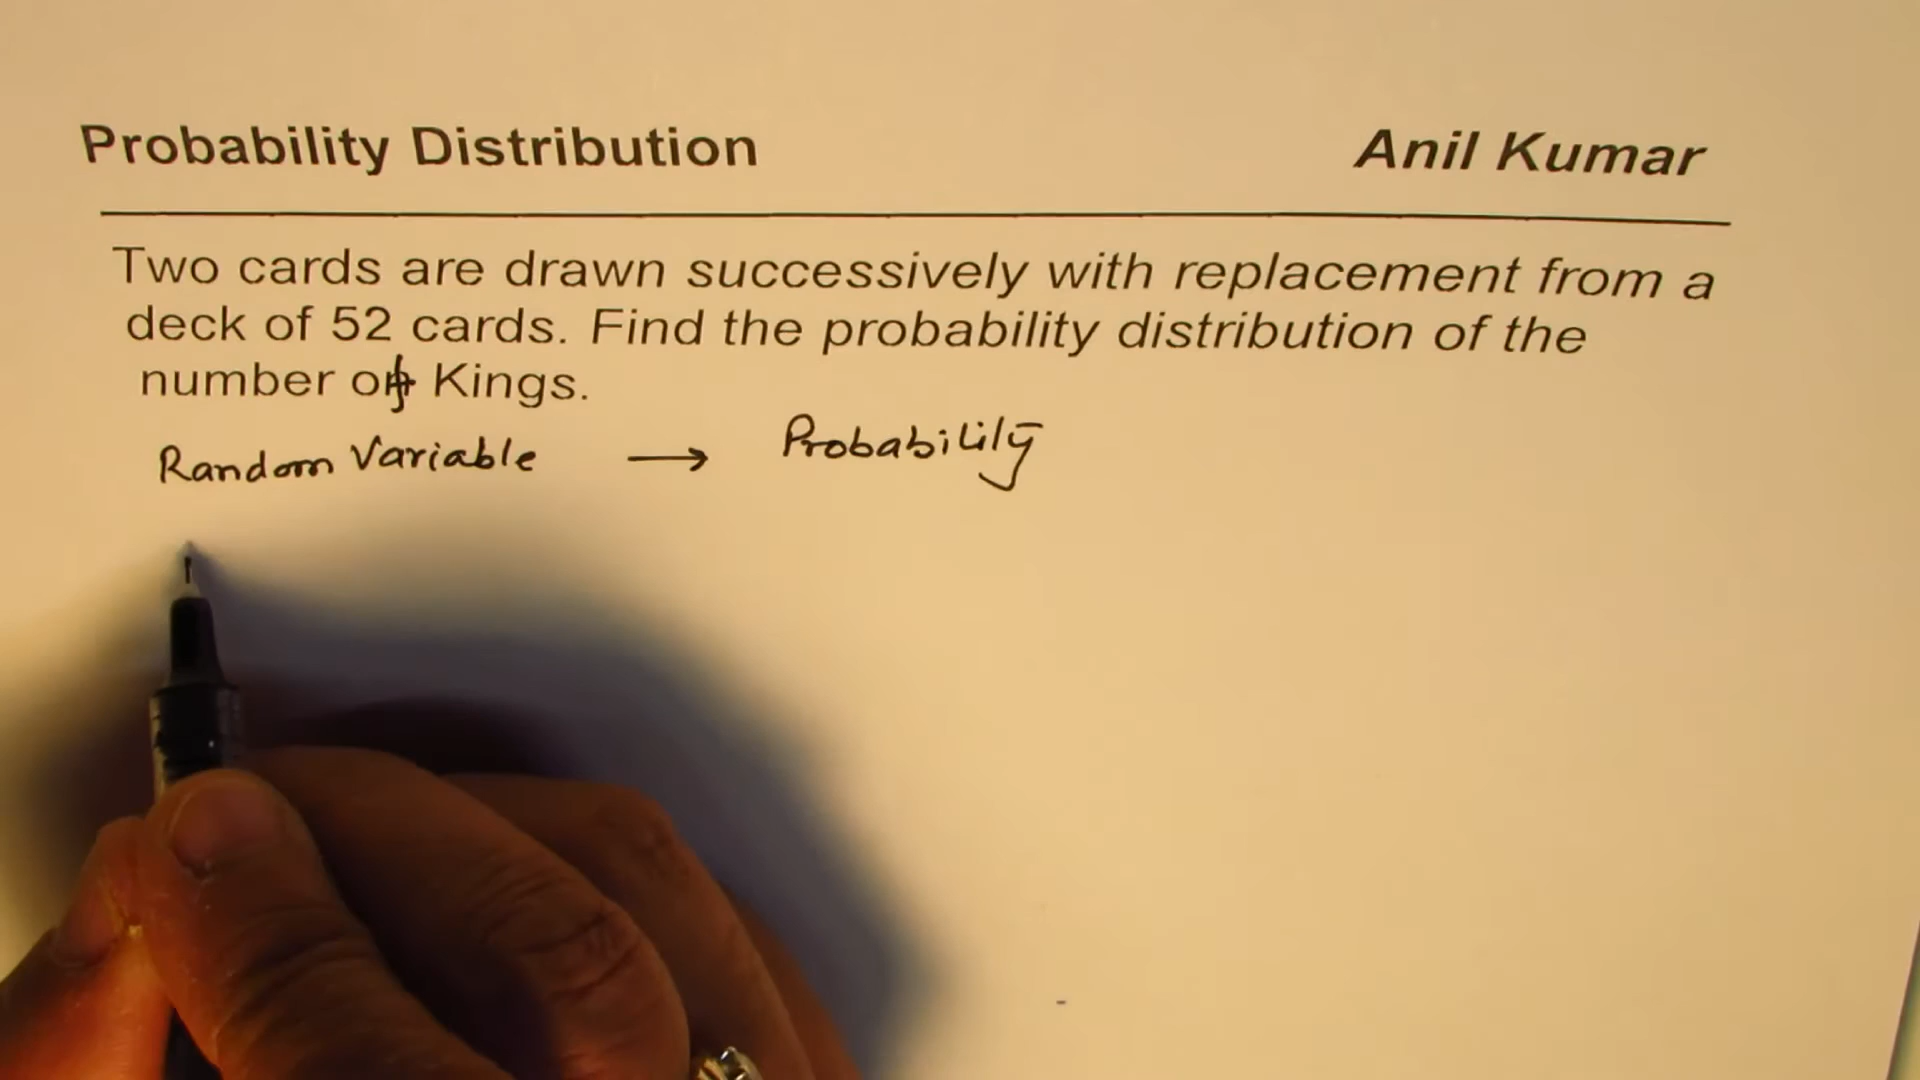 Probability Distribution Anil Kumar
Two cards are drawn successively with replacement from a
deck of 52 cards. Find the probability distribution of the
number of Kings.
Random Variable → Probability